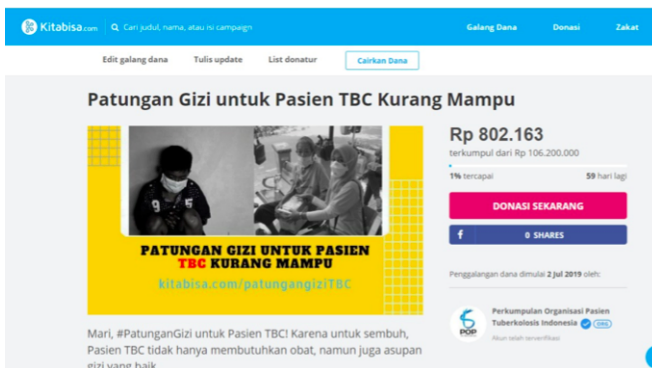 Kitabisa.com
Cari judul, nama, atau isi campaign
Galang Dana
Donasi
Zakat
Edit galang dana
Tulis update
List donatur
Cairkan Dana
Patungan Gizi untuk Pasien TBC Kurang Mampu
9 5
PATUNGAN GIZI UNTUK PASIEN
TBC KURANG MAMPU
kitabisa.com/patungangiziTBC
Mari, #PatunganGizi untuk Pasien TBC! Karena untuk sembuh,
Pasien TBC tidak hanya membutuhkan obat, namun juga asupan
gizi yang baik
Rp 802.163
terkumpul dari Rp 106.200.000
1% tercapai
59 hari lagi
DONASI SEKARANG
f
0 SHARES
Penggalangan dana dimulai 2 Jul 2019 oleh:
POP
Perkumpulan Organisasi Pasien
Tuberkolosis Indonesia ORG
Akun telah terverifikasi